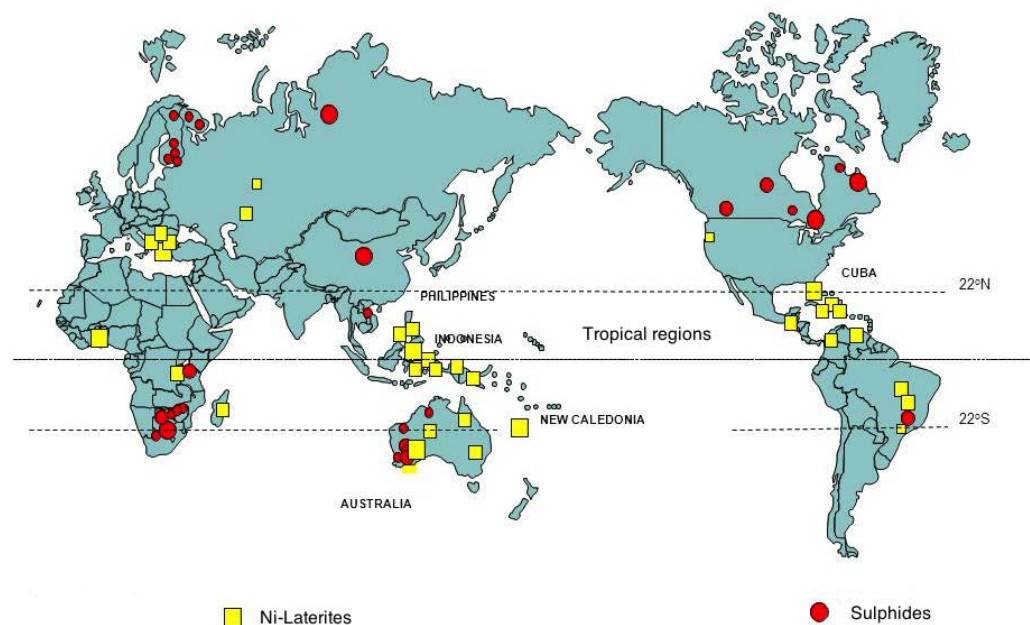 CUBA
22°N
PHILIPPINES
Tropical regions
INDONESIA
NEW CALEDONIA
22°S
AUSTRALIA
Ni-Laterites
Sulphides